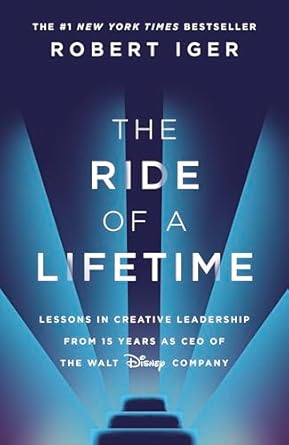 THE #1 NEW YORK TIMES BESTSELLER
ROBERT IGER
THE
RIDE
OF A
LIFETIME
LESSONS IN CREATIVE LEADERSHIP
FROM 15 YEARS AS CEO OF
THE WALT Disney COMPANY